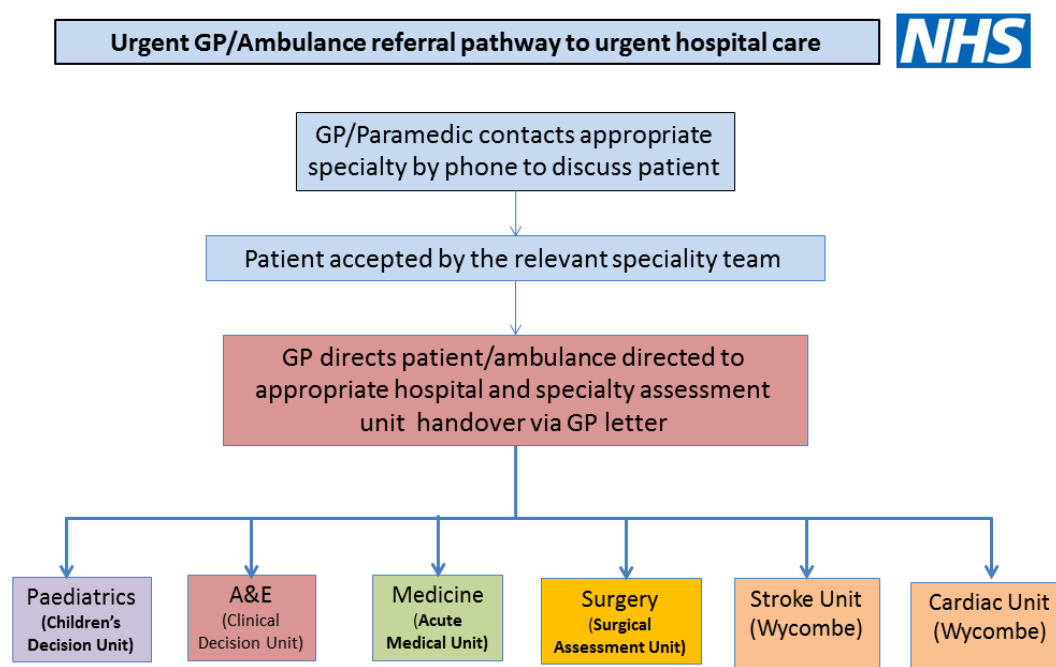 Urgent GP/Ambulance referral pathway to urgent hospital care
NHS
GP/Paramedic contacts appropriate
specialty by phone to discuss patient
Patient accepted by the relevant speciality team
GP directs patient/ambulance directed to
appropriate hospital and specialty assessment
unit handover via GP letter
Paediatrics
(Children's
Decision Unit)
A&E
(Clinical
Decision Unit)
Medicine
(Acute
Medical Unit)
Surgery
(Surgical
Assessment Unit)
Stroke Unit
(Wycombe)
Cardiac Unit
(Wycombe)